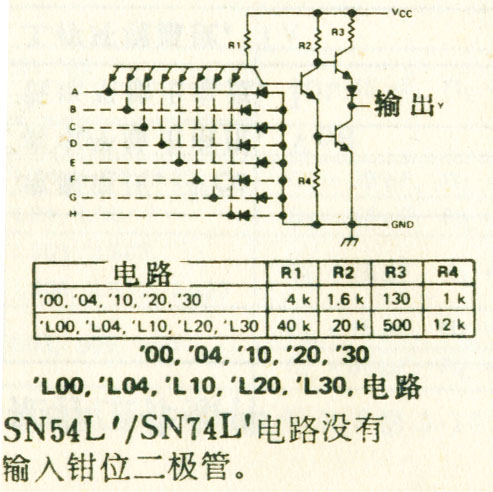 VCC
R1
R2
R3
A
B
C
D
E
F
G
H
输出Y
R4
GND
电路 R1 R2 R3 R4
'00, '04, '10, '20, '30 4 k 1.6 k 130 1 k
'L00, 'L04, 'L10, 'L20, 'L30 40 k 20 k 500 12 k
'00, '04, '10, '20, '30
'L00, 'L04, 'L10, 'L20, 'L30, 电路
SN54L'/SN74L'电路没有
输入钳位二极管。